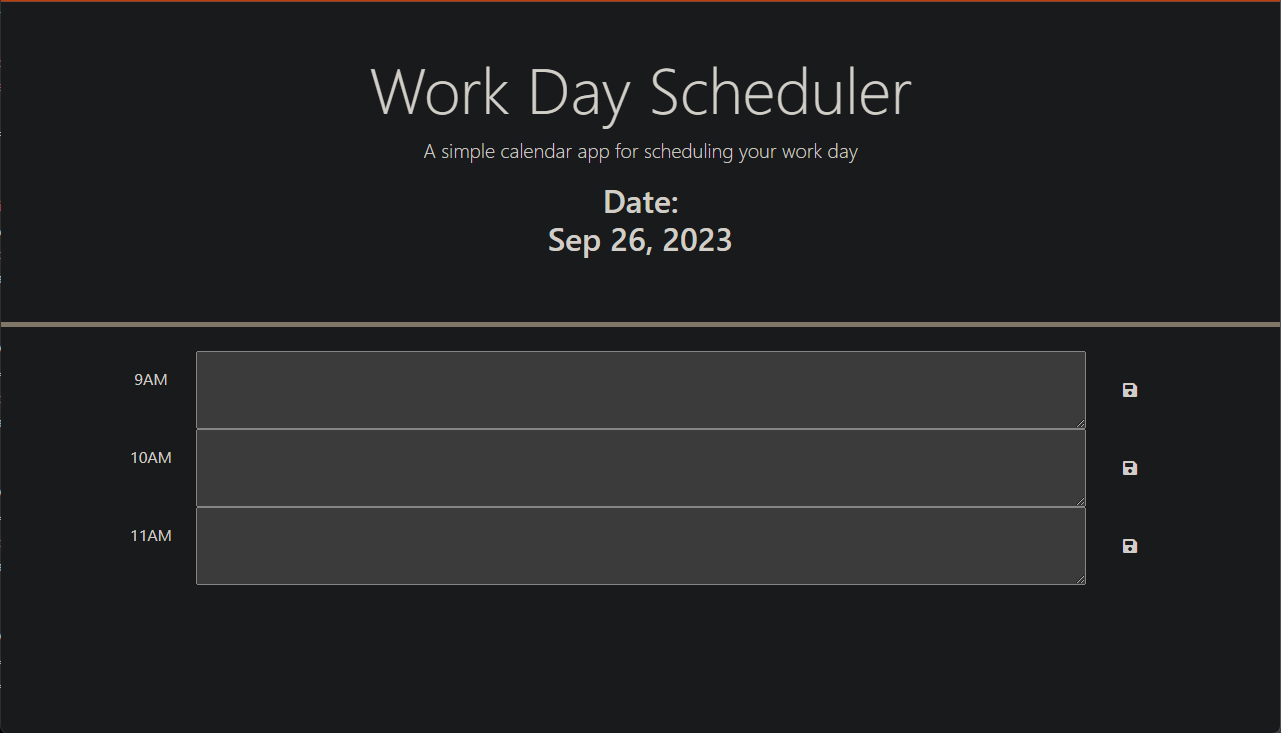 Work Day Scheduler
A simple calendar app for scheduling your work day
Date:
Sep 26, 2023
9AM
10AM
11AM